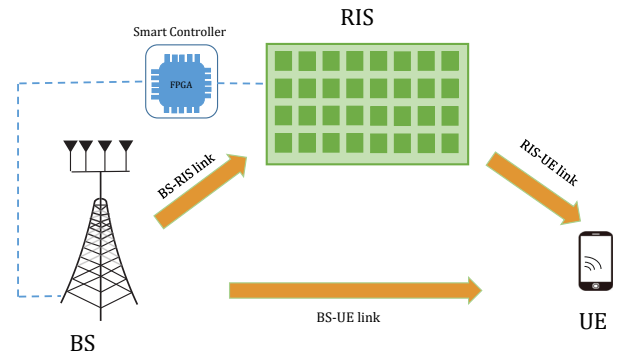 RIS
Smart Controller
FPGA
BS-RIS link
RIS-UE link
BS-UE link
BS
UE